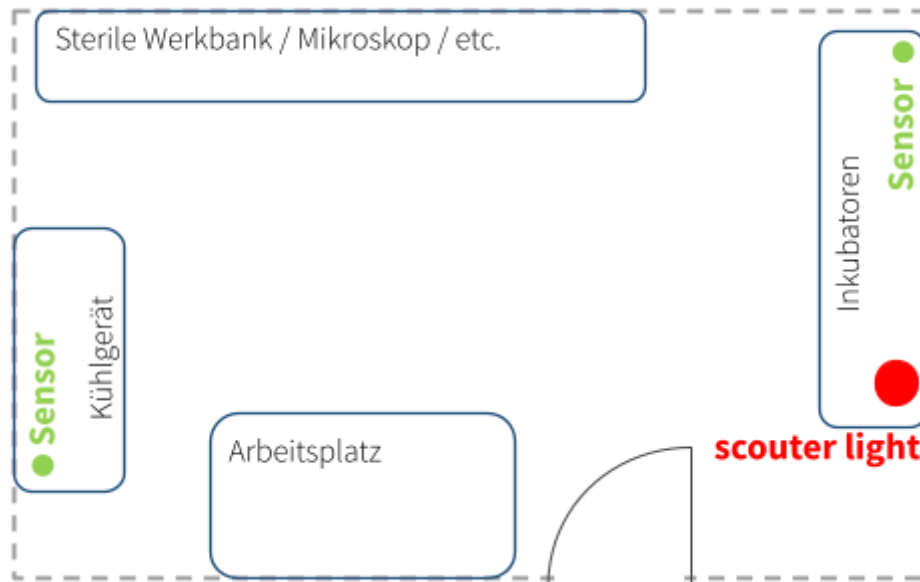 Sterile Werkbank / Mikroskop / etc.
Sensor
Inkubatoren
Sensor
Kühlgerät
Arbeitsplatz
scouter light